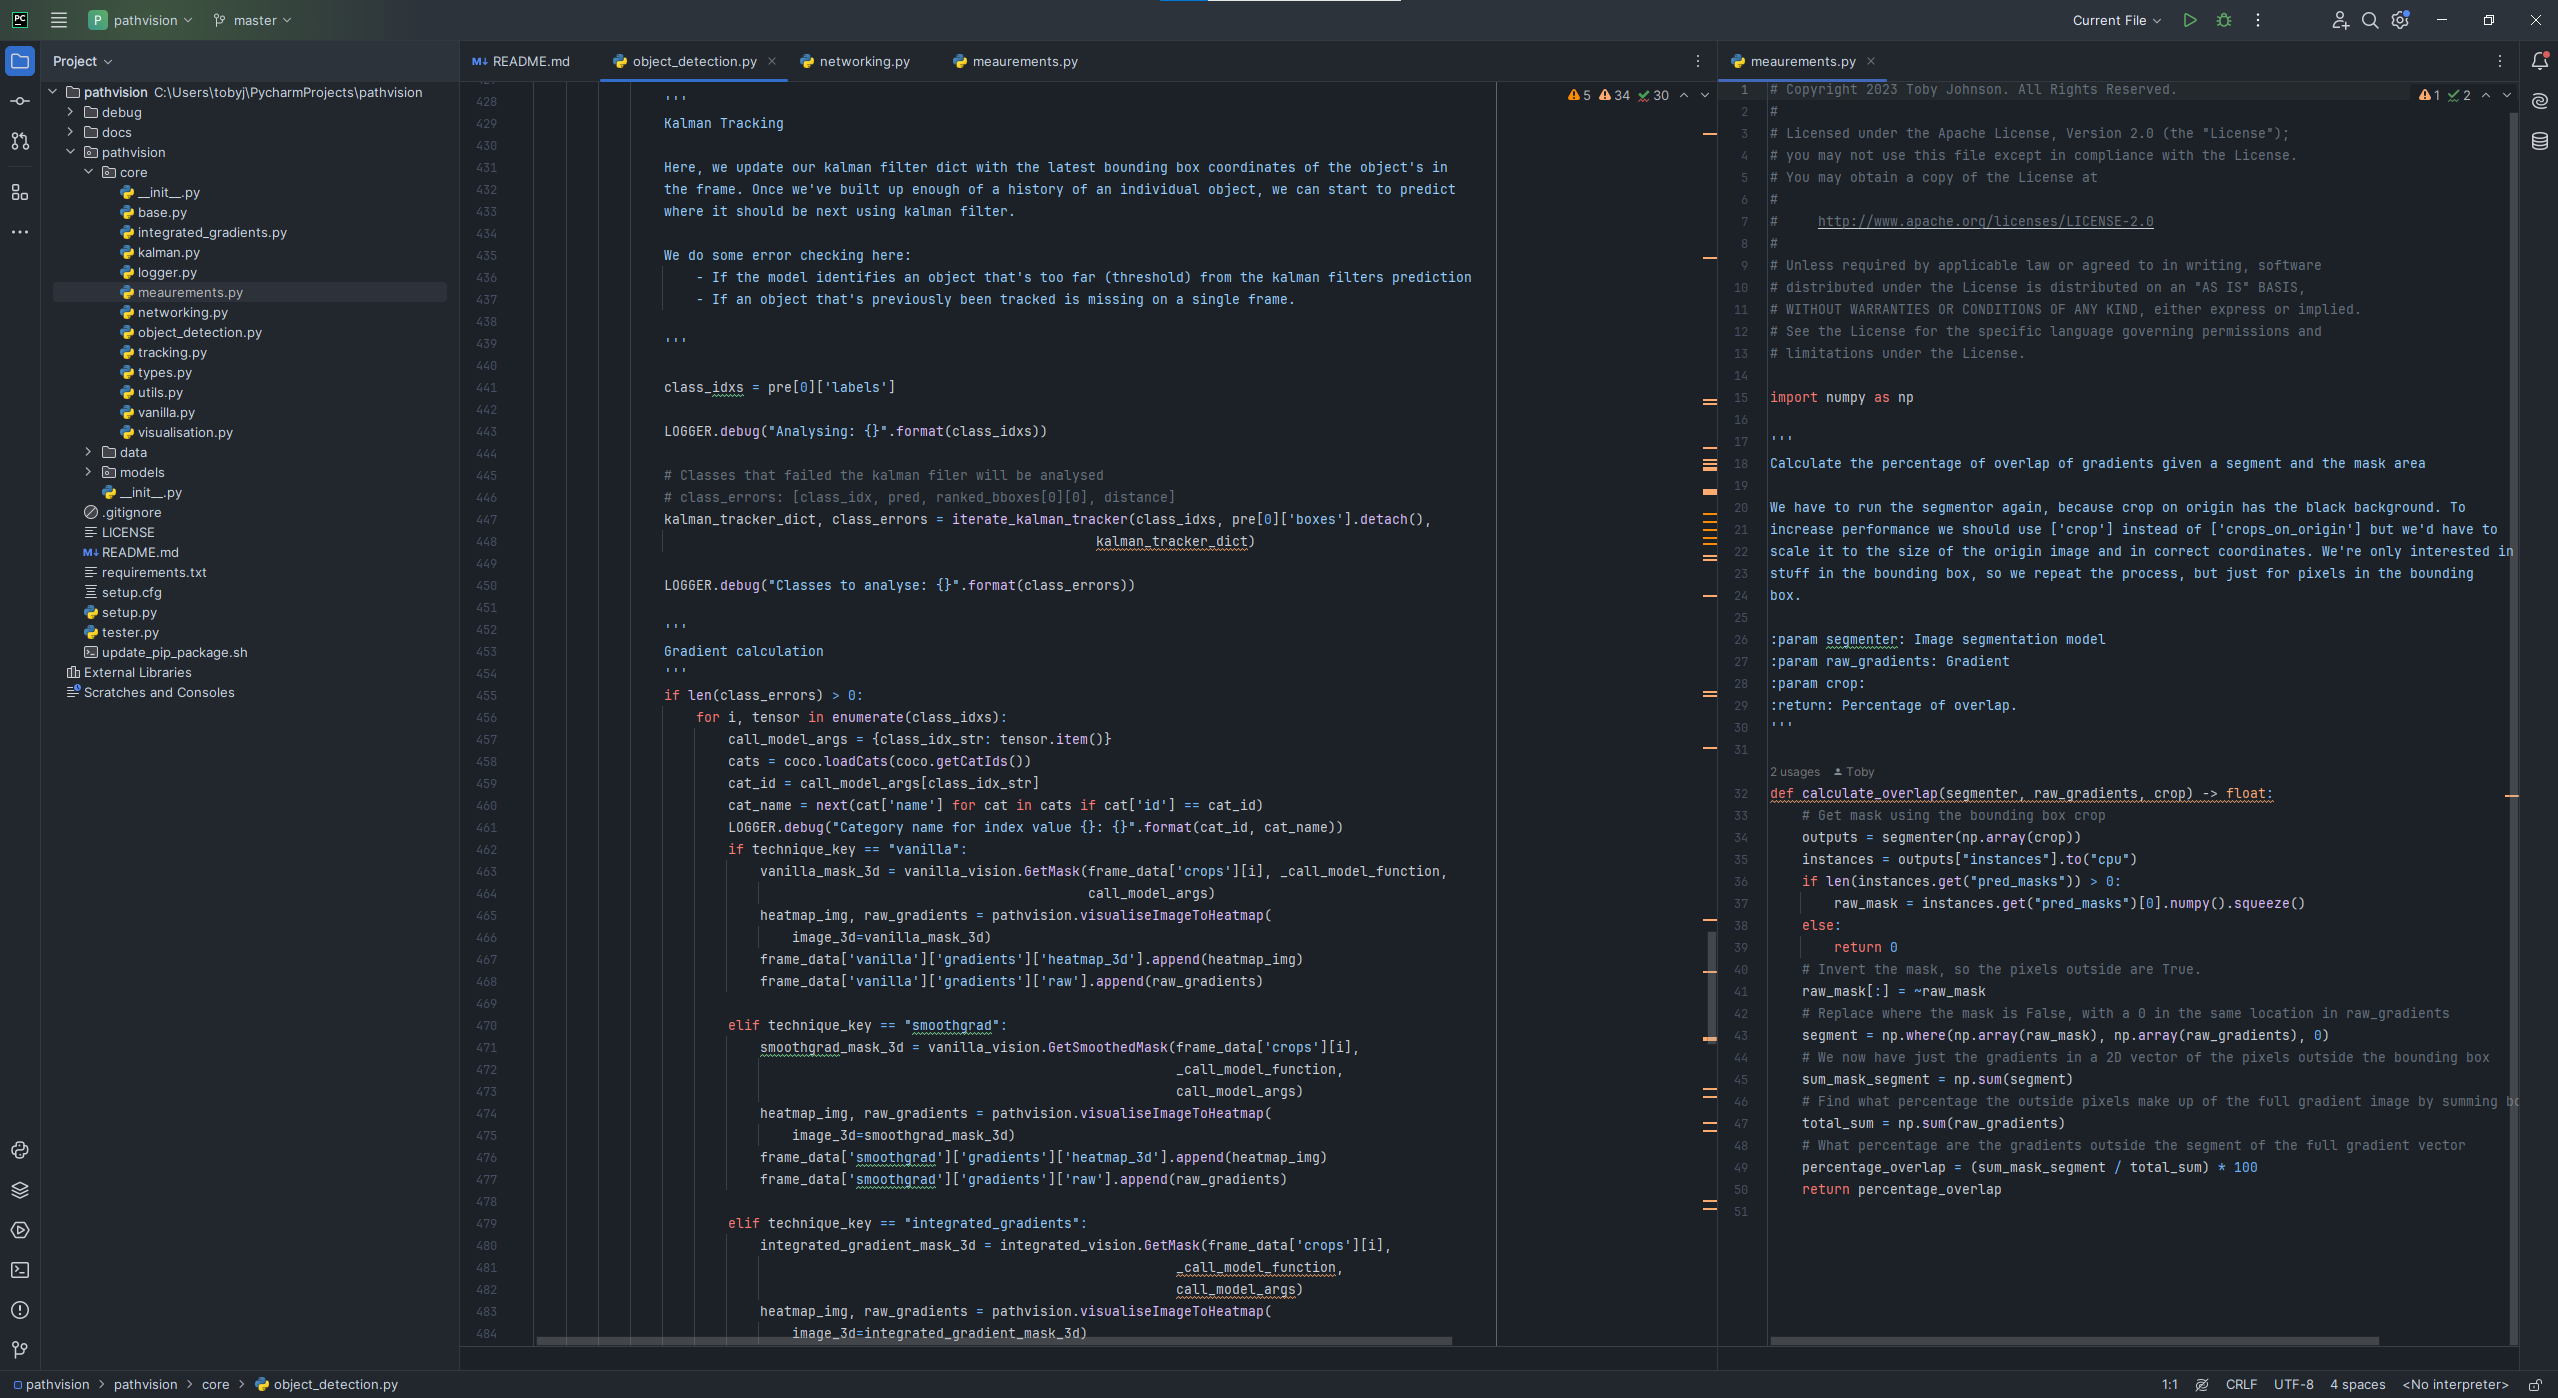 PC
P pathvision
master
Current File
Project
pathvision C:\Users\tobyj\PycharmProjects\pathvision
debug
docs
pathvision
core
__init__.py
base.py
integrated_gradients.py
kalman.py
logger.py
meaurements.py
networking.py
object_detection.py
tracking.py
types.py
utils.py
vanilla.py
visualisation.py
data
models
__init__.py
.gitignore
LICENSE
M↓ README.md
requirements.txt
setup.cfg
setup.py
tester.py
update_pip_package.sh
External Libraries
Scratches and Consoles
M↓ README.md
object_detection.py
networking.py
meaurements.py
5 34 30
428 '''
429 Kalman Tracking
430
431 Here, we update our kalman filter dict with the latest bounding box coordinates of the object's in
432 the frame. Once we've built up enough of a history of an individual object, we can start to predict
433 where it should be next using kalman filter.
434
435 We do some error checking here:
436 - If the model identifies an object that's too far (threshold) from the kalman filters prediction
437 - If an object that's previously been tracked is missing on a single frame.
438
439 '''
440
441 class_idxs = pre[0]['labels']
442
443 LOGGER.debug("Analysing: {}".format(class_idxs))
444
445 # Classes that failed the kalman filer will be analysed
446 # class_errors: [class_idx, pred, ranked_bboxes[0][0], distance]
447 kalman_tracker_dict, class_errors = iterate_kalman_tracker(class_idxs, pre[0]['boxes'].detach(),
448 kalman_tracker_dict)
449
450 LOGGER.debug("Classes to analyse: {}".format(class_errors))
451
452 '''
453 Gradient calculation
454 '''
455 if len(class_errors) > 0:
456 for i, tensor in enumerate(class_idxs):
457 call_model_args = {class_idx_str: tensor.item()}
458 cats = coco.loadCats(coco.getCatIds())
459 cat_id = call_model_args[class_idx_str]
460 cat_name = next(cat['name'] for cat in cats if cat['id'] == cat_id)
461 LOGGER.debug("Category name for index value {}: {}".format(cat_id, cat_name))
462 if technique_key == "vanilla":
463 vanilla_mask_3d = vanilla_vision.GetMask(frame_data['crops'][i], _call_model_function,
464 call_model_args)
465 heatmap_img, raw_gradients = pathvision.visualiseImageToHeatmap(
466 image_3d=vanilla_mask_3d)
467 frame_data['vanilla']['gradients']['heatmap_3d'].append(heatmap_img)
468 frame_data['vanilla']['gradients']['raw'].append(raw_gradients)
469
470 elif technique_key == "smoothgrad":
471 smoothgrad_mask_3d = vanilla_vision.GetSmoothedMask(frame_data['crops'][i],
472 _call_model_function,
473 call_model_args)
474 heatmap_img, raw_gradients = pathvision.visualiseImageToHeatmap(
475 image_3d=smoothgrad_mask_3d)
476 frame_data['smoothgrad']['gradients']['heatmap_3d'].append(heatmap_img)
477 frame_data['smoothgrad']['gradients']['raw'].append(raw_gradients)
478
479 elif technique_key == "integrated_gradients":
480 integrated_gradient_mask_3d = integrated_vision.GetMask(frame_data['crops'][i],
481 _call_model_function,
482 call_model_args)
483 heatmap_img, raw_gradients = pathvision.visualiseImageToHeatmap(
484 image_3d=integrated_gradient_mask_3d)
meaurements.py
1 2
1 # Copyright 2023 Toby Johnson. All Rights Reserved.
2 #
3 # Licensed under the Apache License, Version 2.0 (the "License");
4 # you may not use this file except in compliance with the License.
5 # You may obtain a copy of the License at
6 #
7 # http://www.apache.org/licenses/LICENSE-2.0
8 #
9 # Unless required by applicable law or agreed to in writing, software
10 # distributed under the License is distributed on an "AS IS" BASIS,
11 # WITHOUT WARRANTIES OR CONDITIONS OF ANY KIND, either express or implied.
12 # See the License for the specific language governing permissions and
13 # limitations under the License.
14
15 import numpy as np
16
17 '''
18 Calculate the percentage of overlap of gradients given a segment and the mask area
19
20 We have to run the segmentor again, because crop on origin has the black background. To
21 increase performance we should use ['crop'] instead of ['crops_on_origin'] but we'd have to
22 scale it to the size of the origin image and in correct coordinates. We're only interested in
23 stuff in the bounding box, so we repeat the process, but just for pixels in the bounding
24 box.
25
26 :param segmenter: Image segmentation model
27 :param raw_gradients: Gradient
28 :param crop:
29 :return: Percentage of overlap.
30 '''
31
2 usages Toby
32 def calculate_overlap(segmenter, raw_gradients, crop) -> float:
33 # Get mask using the bounding box crop
34 outputs = segmenter(np.array(crop))
35 instances = outputs["instances"].to("cpu")
36 if len(instances.get("pred_masks")) > 0:
37 raw_mask = instances.get("pred_masks")[0].numpy().squeeze()
38 else:
39 return 0
40 # Invert the mask, so the pixels outside are True.
41 raw_mask[:] = ~raw_mask
42 # Replace where the mask is False, with a 0 in the same location in raw_gradients
43 segment = np.where(np.array(raw_mask), np.array(raw_gradients), 0)
44 # We now have just the gradients in a 2D vector of the pixels outside the bounding box
45 sum_mask_segment = np.sum(segment)
46 # Find what percentage the outside pixels make up of the full gradient image by summing
47 total_sum = np.sum(raw_gradients)
48 # What percentage are the gradients outside the segment of the full gradient vector
49 percentage_overlap = (sum_mask_segment / total_sum) * 100
50 return percentage_overlap
51
pathvision > pathvision > core > object_detection.py
1:1 CRLF UTF-8 4 spaces <No interpreter>